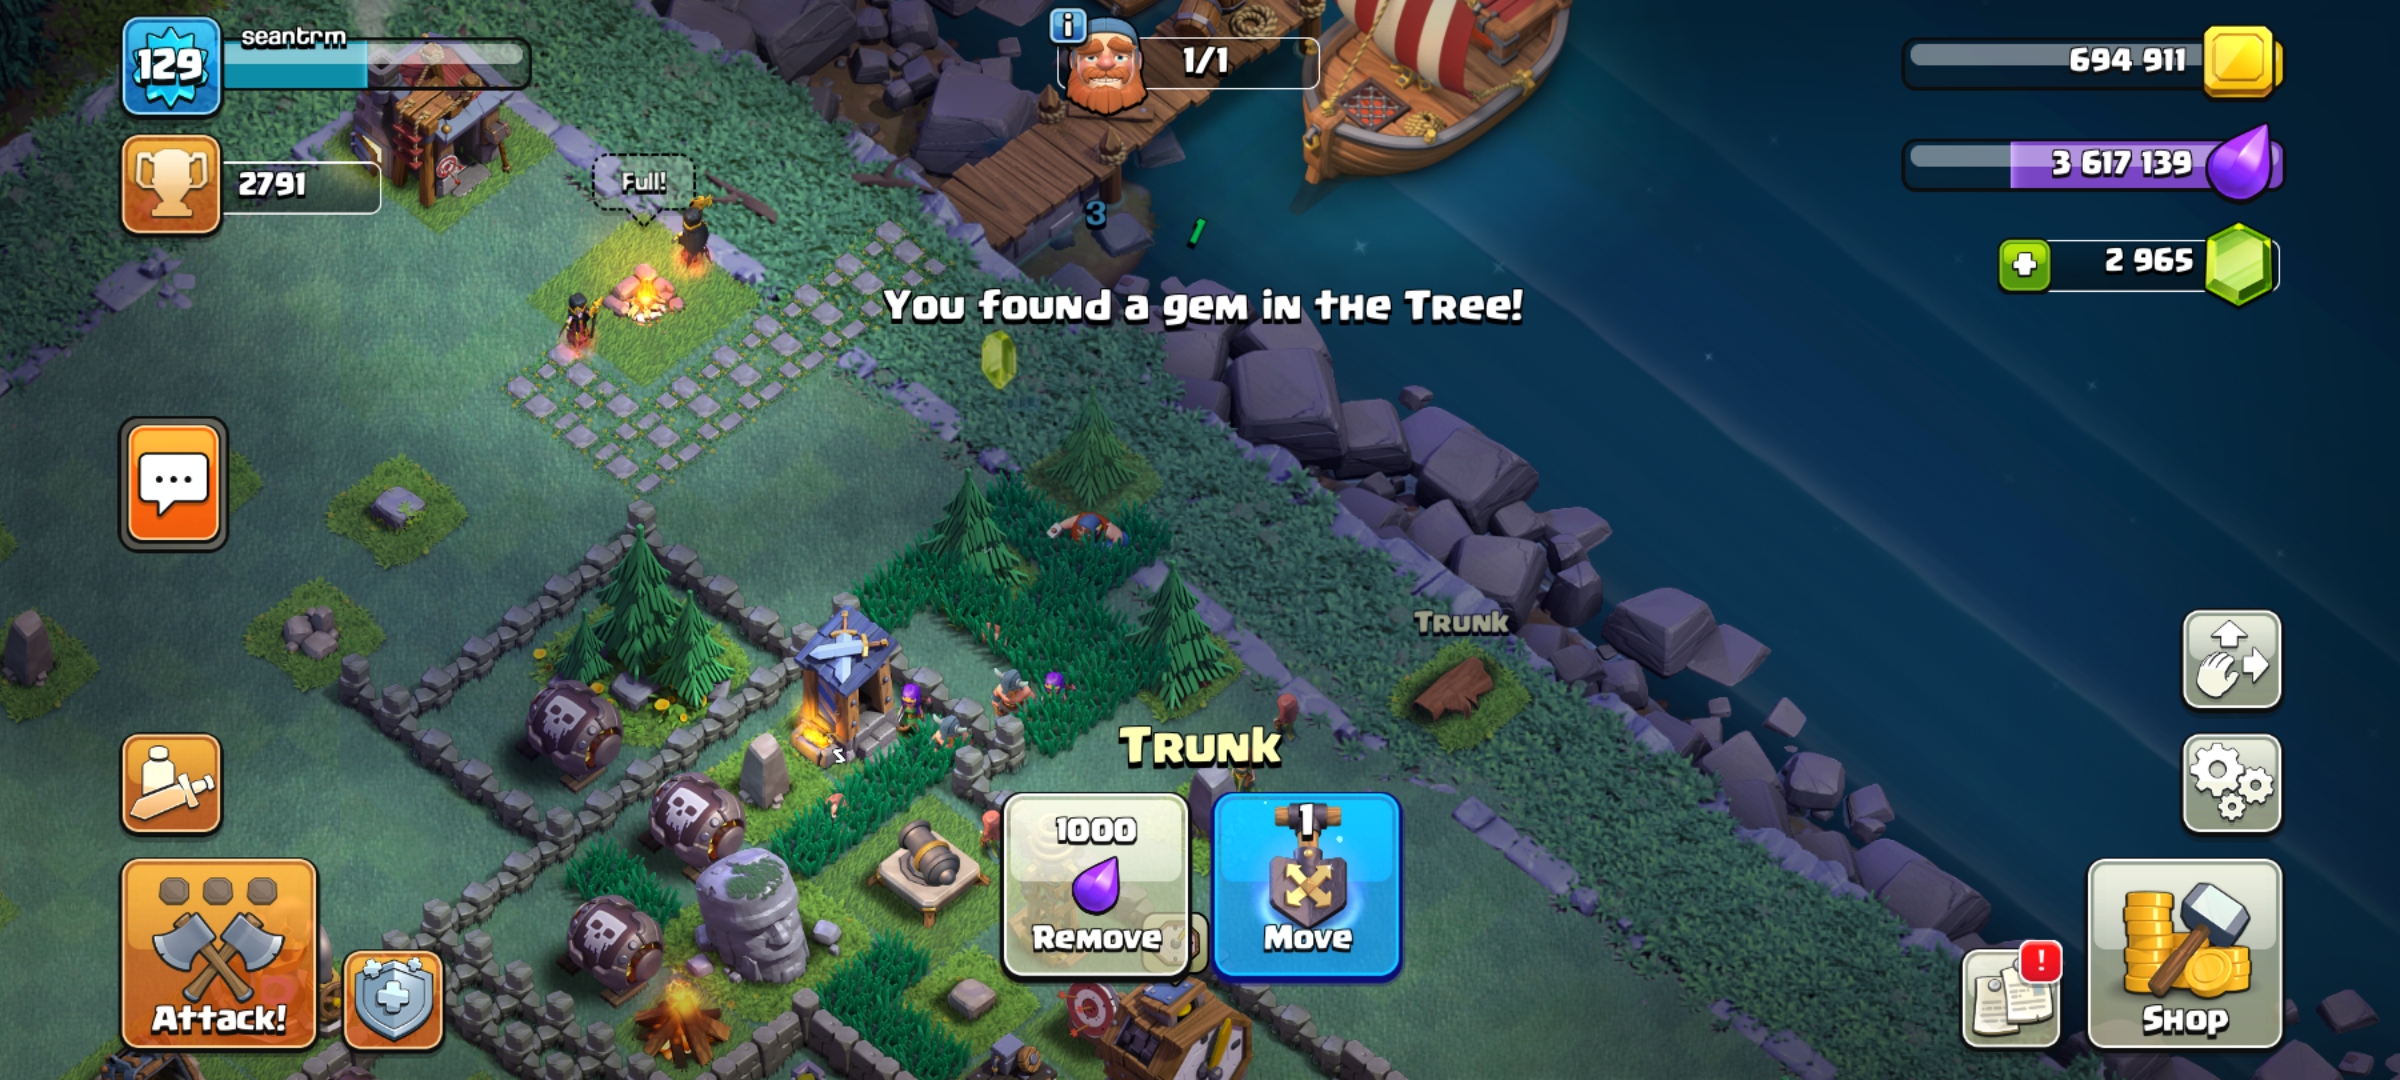 129
seantrm
1/1
694 911
2791
Full!
3 617 139
3
1
2 965
You found a gem in the Tree!
Trunk
Trunk
1000
Remove
1
Move
Attack!
!
Shop